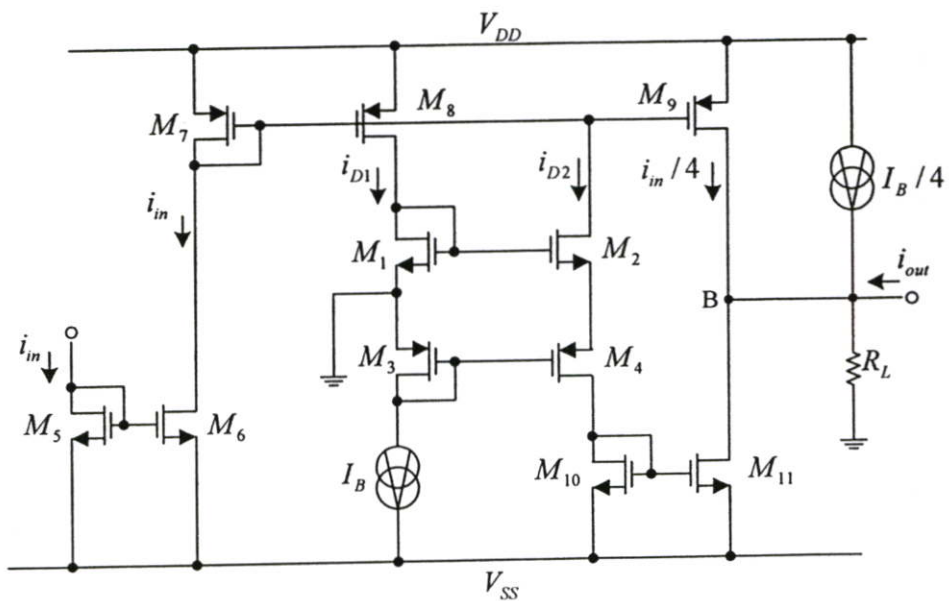 V_DD
M_7
M_8
M_9
i_D1
i_D2
i_in / 4
I_B / 4
i_in
M_1
M_2
B
i_out
i_in
M_3
M_4
R_L
M_5
M_6
I_B
M_10
M_11
V_SS